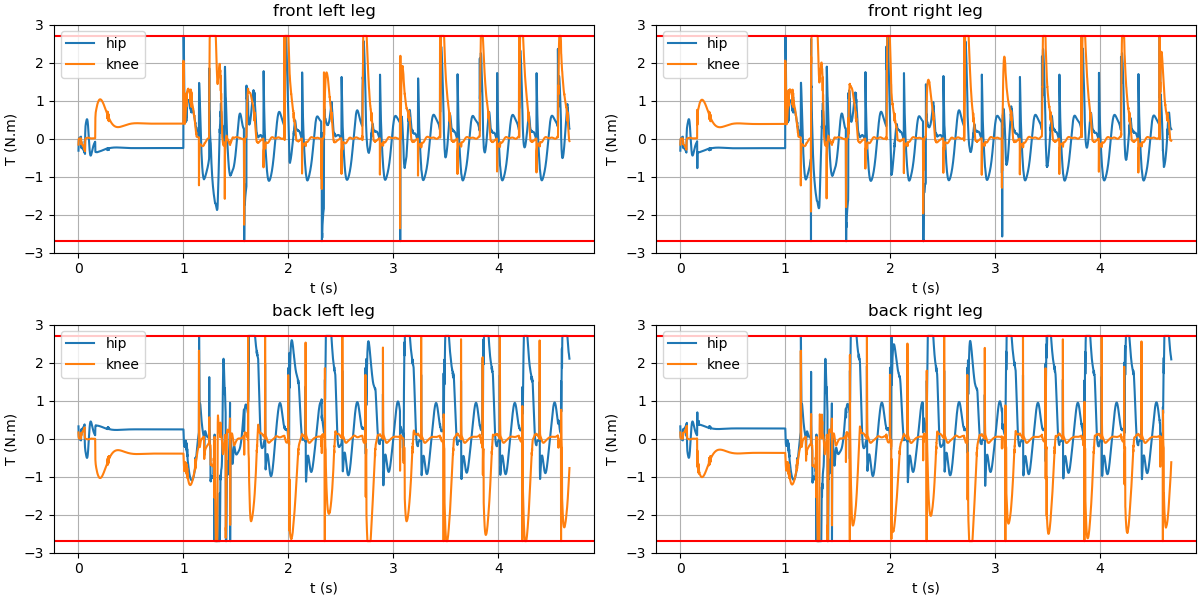 front left leg
3
2
1
0
−1
−2
−3
T (N.m)
hip
knee
0 1 2 3 4
t (s)
front right leg
3
2
1
0
−1
−2
−3
T (N.m)
hip
knee
0 1 2 3 4
t (s)
back left leg
3
2
1
0
−1
−2
−3
T (N.m)
hip
knee
0 1 2 3 4
t (s)
back right leg
3
2
1
0
−1
−2
−3
T (N.m)
hip
knee
0 1 2 3 4
t (s)